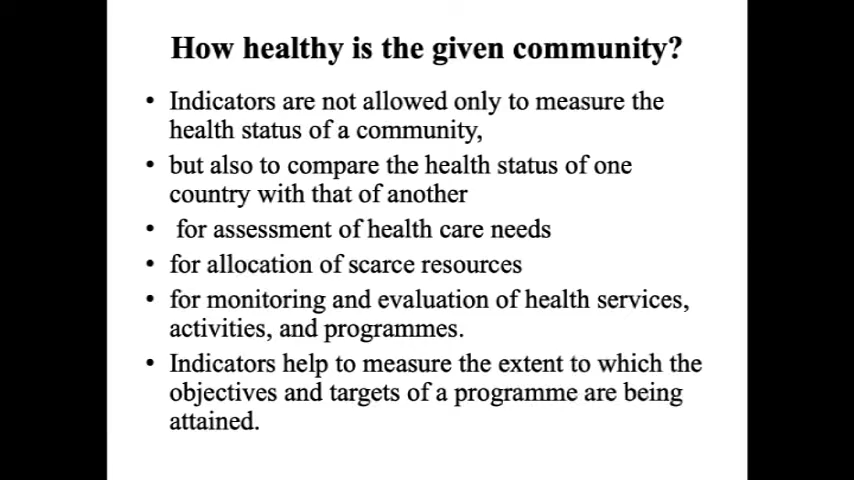 How healthy is the given community?
• Indicators are not allowed only to measure the
health status of a community,
• but also to compare the health status of one
country with that of another
• for assessment of health care needs
• for allocation of scarce resources
• for monitoring and evaluation of health services,
activities, and programmes.
• Indicators help to measure the extent to which the
objectives and targets of a programme are being
attained.